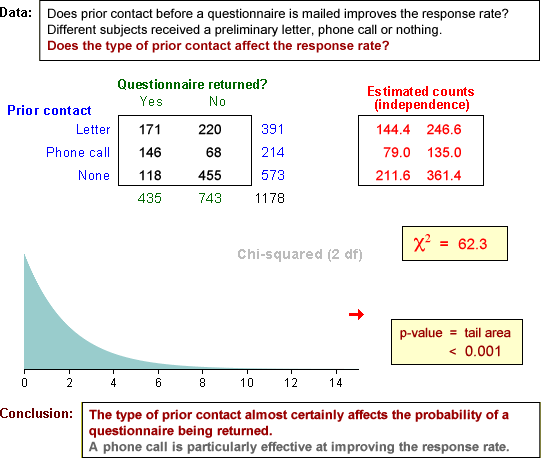 Data:
Does prior contact before a questionnaire is mailed improves the response rate?
Different subjects received a preliminary letter, phone call or nothing.
Does the type of prior contact affect the response rate?
Questionnaire returned?
Yes No
Estimated counts
(independence)
Prior contact
Letter 171 220 391 144.4 246.6
Phone call 146 68 214 79.0 135.0
None 118 455 573 211.6 361.4
435 743 1178
χ² = 62.3
Chi-squared (2 df)
p-value = tail area
< 0.001
0 2 4 6 8 10 12 14
Conclusion:
The type of prior contact almost certainly affects the probability of a
questionnaire being returned.
A phone call is particularly effective at improving the response rate.